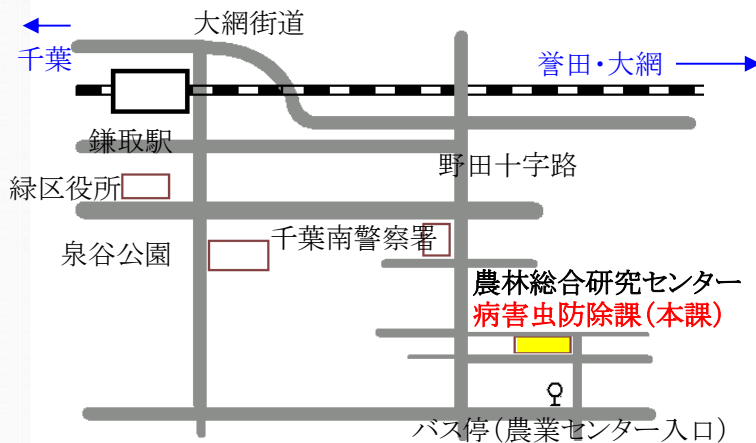 大網街道
千葉
誉田・大網
鎌取駅
野田十字路
緑区役所
千葉南警察署
泉谷公園
農林総合研究センター
病害虫防除課(本課)
バス停(農業センター入口)